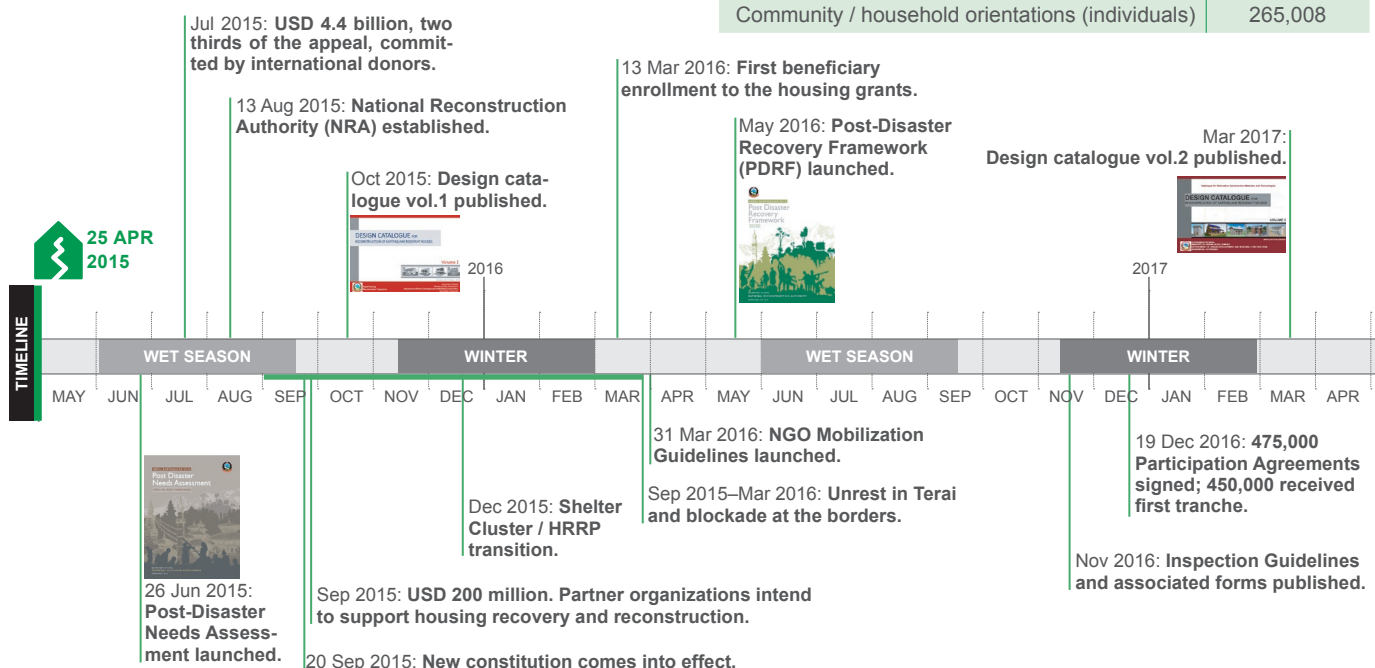 Community / household orientations (individuals) 265,008
Jul 2015: USD 4.4 billion, two
thirds of the appeal, commit-
ted by international donors.
13 Aug 2015: National Reconstruction
Authority (NRA) established.
Oct 2015: Design cata-
logue vol.1 published.
13 Mar 2016: First beneficiary
enrollment to the housing grants.
May 2016: Post-Disaster
Recovery Framework
(PDRF) launched.
Mar 2017:
Design catalogue vol.2 published.
DESIGN CATALOGUE FOR
Volume I
Post Disaster
Recovery
Framework
DESIGN CATALOGUE FOR
VOLUME II
25 APR
2015
2016
2017
TIMELINE
WET SEASON
WINTER
WET SEASON
WINTER
MAY JUN JUL AUG SEP OCT NOV DEC JAN FEB MAR APR MAY JUN JUL AUG SEP OCT NOV DEC JAN FEB MAR APR
Post Disaster
Needs Assessment
26 Jun 2015:
Post-Disaster
Needs Assess-
ment launched.
20 Sep 2015: New constitution comes into effect.
Sep 2015: USD 200 million. Partner organizations intend
to support housing recovery and reconstruction.
Dec 2015: Shelter
Cluster / HRRP
transition.
Sep 2015–Mar 2016: Unrest in Terai
and blockade at the borders.
31 Mar 2016: NGO Mobilization
Guidelines launched.
Nov 2016: Inspection Guidelines
and associated forms published.
19 Dec 2016: 475,000
Participation Agreements
signed; 450,000 received
first tranche.